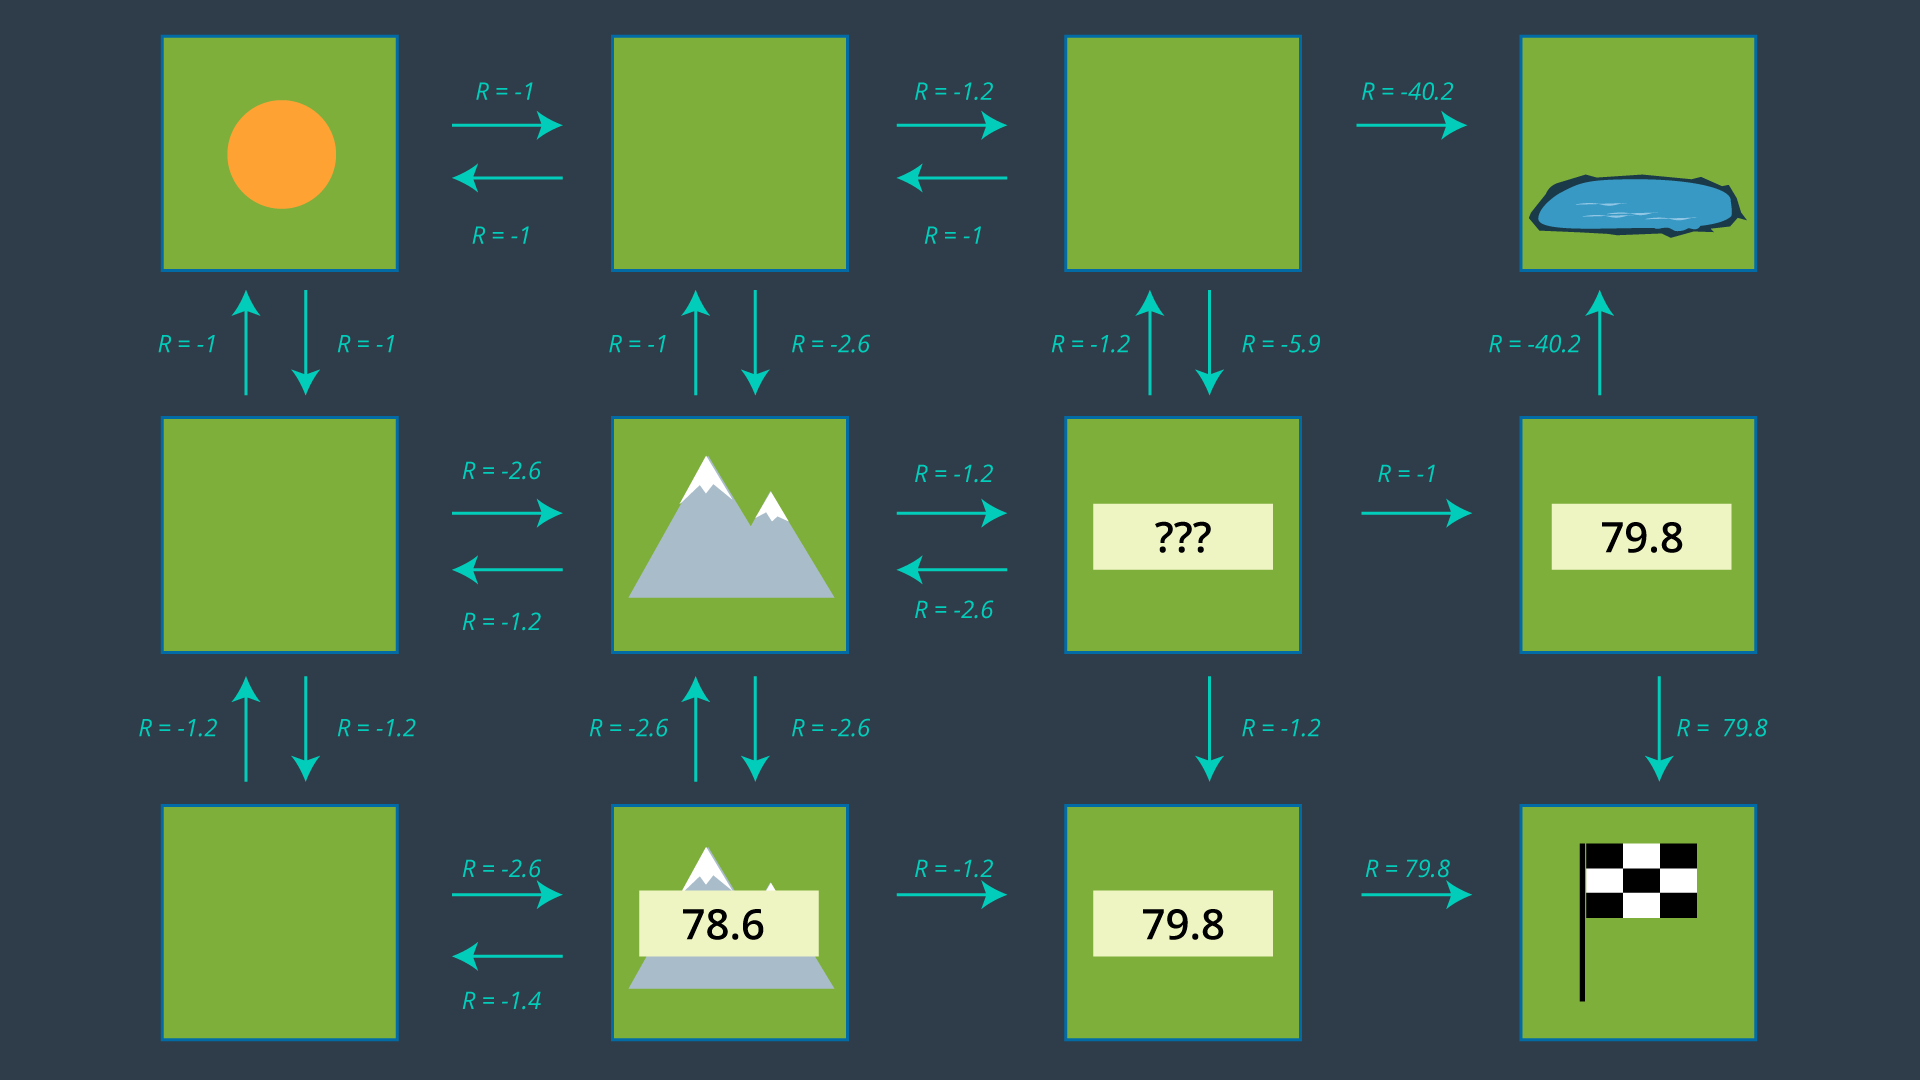 R = -1
R = -1.2
R = -40.2
R = -1
R = -1
R = -1
R = -1
R = -1
R = -2.6
R = -1.2
R = -5.9
R = -40.2
R = -2.6
R = -1.2
R = -1
???
79.8
R = -1.2
R = -2.6
R = -1.2
R = -1.2
R = -2.6
R = -2.6
R = -1.2
R = 79.8
R = -2.6
R = -1.2
R = 79.8
78.6
79.8
R = -1.4